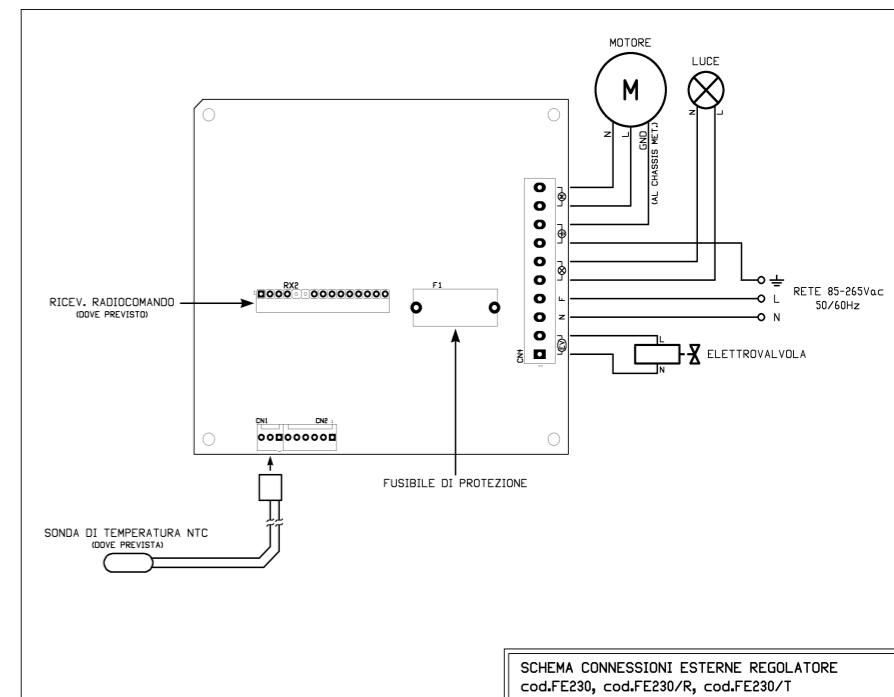 MOTORE
LUCE
M
N
L
GND
(AL CHASSIS MET.)
N
L
RX2
F1
RICEV. RADIOCOMANDO
(DOVE PREVISTO)
F
N
EV
CN4
L
N
RETE 85-265Vac
50/60Hz
L
N
ELETTROVALVOLA
CN1
CN2
FUSIBILE DI PROTEZIONE
SONDA DI TEMPERATURA NTC
(DOVE PREVISTA)
SCHEMA CONNESSIONI ESTERNE REGOLATORE
cod.FE230, cod.FE230/R, cod.FE230/T